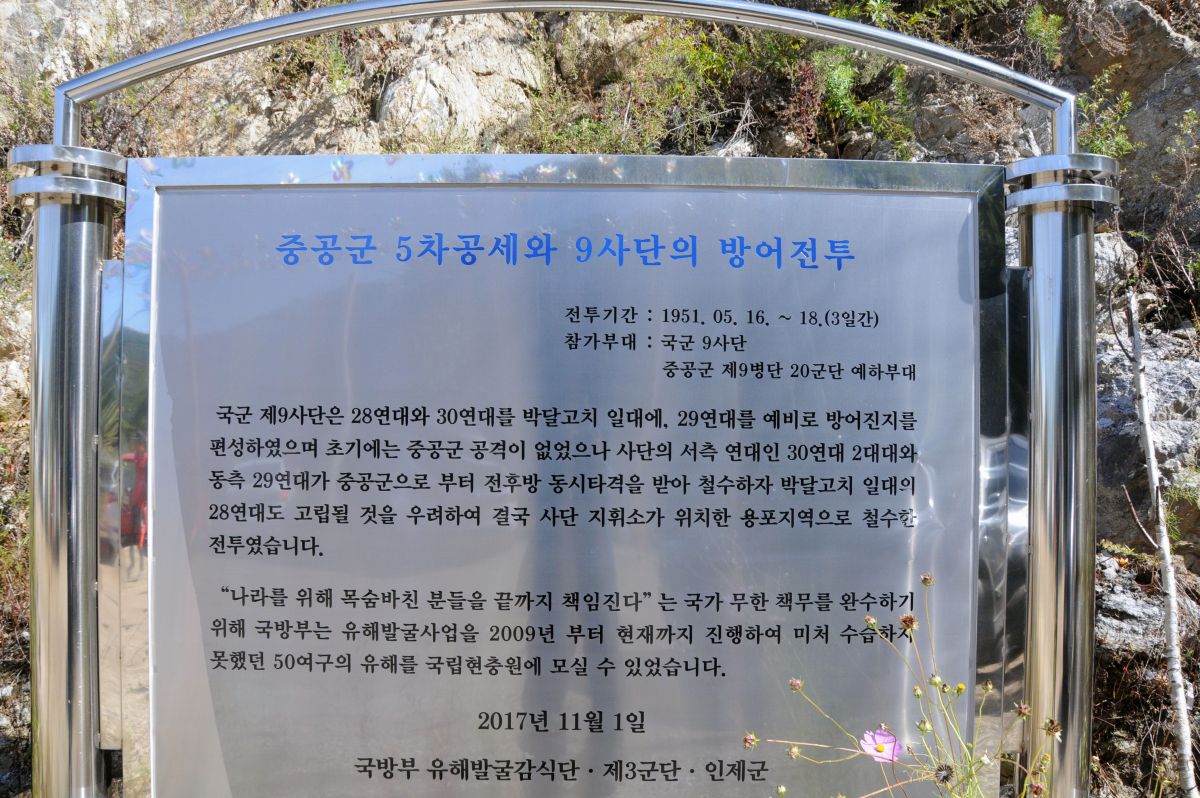 중공군 5차공세와 9사단의 방어전투
전투기간 : 1951. 05. 16. ~ 18.(3일간)
참가부대 : 국군 9사단
중공군 제9병단 20군단 예하부대
국군 제9사단은 28연대와 30연대를 박달고치 일대에, 29연대를 예비로 방어진지를
편성하였으며 초기에는 중공군 공격이 없었으나 사단의 서측 연대인 30연대 2대대와
동측 29연대가 중공군으로 부터 전후방 동시타격을 받아 철수하자 박달고치 일대의
28연대도 고립될 것을 우려하여 결국 사단 지휘소가 위치한 용포지역으로 철수한
전투였습니다.
“나라를 위해 목숨바친 분들을 끝까지 책임진다” 는 국가 무한 책무를 완수하기
위해 국방부는 유해발굴사업을 2009년 부터 현재까지 진행하여 미처 수습하지
못했던 50여구의 유해를 국립현충원에 모실 수 있었습니다.
2017년 11월 1일
국방부 유해발굴감식단 · 제3군단 · 인제군